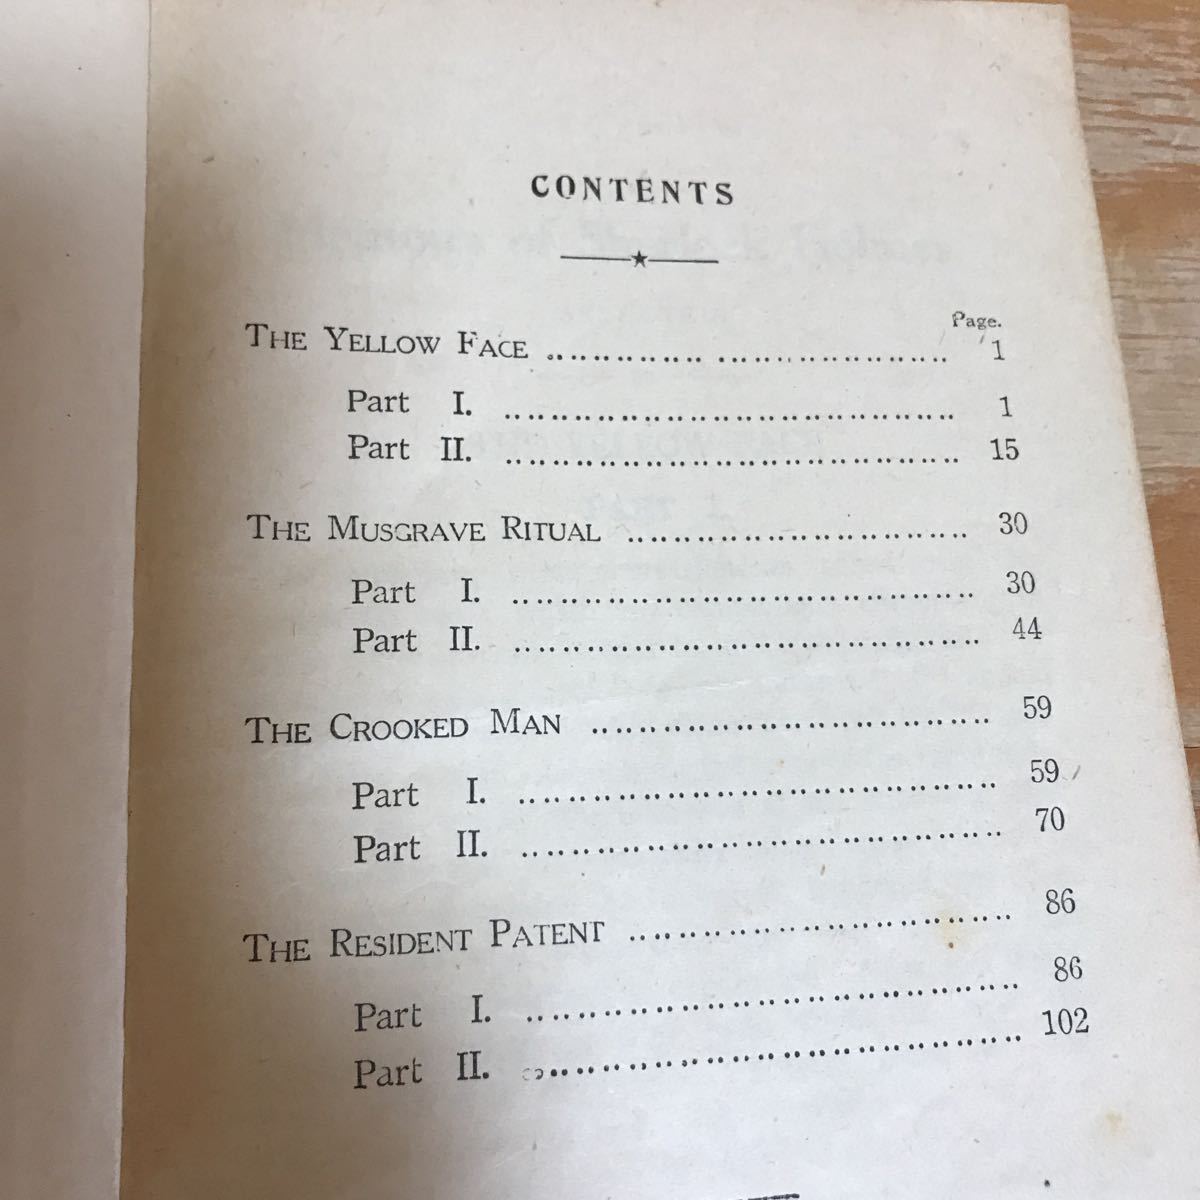 CONTENTS
Page.
THE YELLOW FACE ........................................ 1
Part I. ........................................ 1
Part II. ........................................ 15
THE MUSGRAVE RITUAL .............................. 30
Part I. ........................................ 30
Part II. ........................................ 44
THE CROOKED MAN .................................. 59
Part I. ........................................ 59
Part II. ........................................ 70
THE RESIDENT PATENT ................................ 86
Part I. ........................................ 86
Part II. ........................................ 102